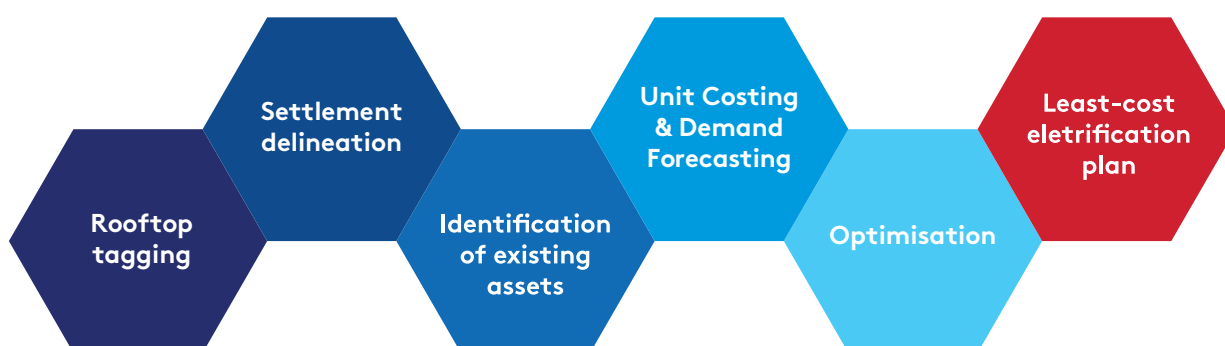 Rooftop
tagging
Settlement
delineation
Identification
of existing
assets
Unit Costing
& Demand
Forecasting
Optimisation
Least-cost
eletrification
plan